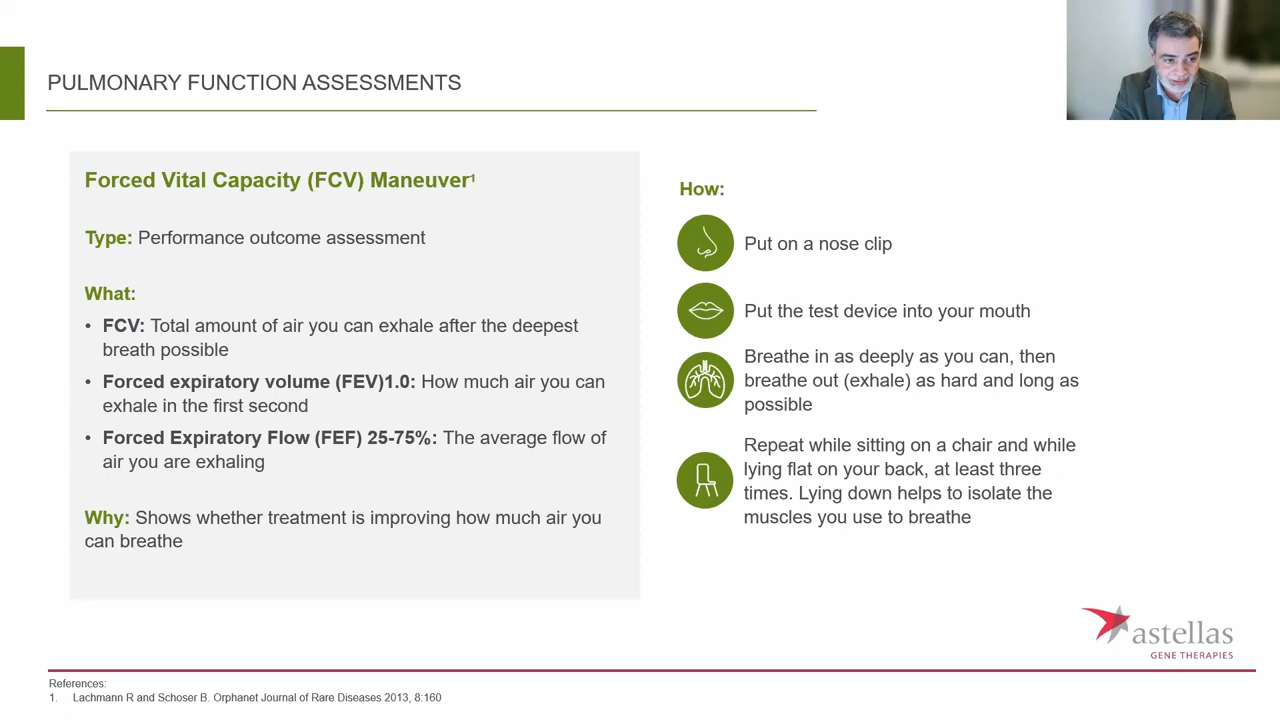 PULMONARY FUNCTION ASSESSMENTS
Forced Vital Capacity (FCV) Maneuver¹
Type: Performance outcome assessment
What:
• FCV: Total amount of air you can exhale after the deepest
breath possible
• Forced expiratory volume (FEV)1.0: How much air you can
exhale in the first second
• Forced Expiratory Flow (FEF) 25-75%: The average flow of
air you are exhaling
Why: Shows whether treatment is improving how much air you
can breathe
How:
Put on a nose clip
Put the test device into your mouth
Breathe in as deeply as you can, then
breathe out (exhale) as hard and long as
possible
Repeat while sitting on a chair and while
lying flat on your back, at least three
times. Lying down helps to isolate the
muscles you use to breathe
astellas
GENE THERAPIES
References:
1. Lachmann R and Schoser B. Orphanet Journal of Rare Diseases 2013, 8:160